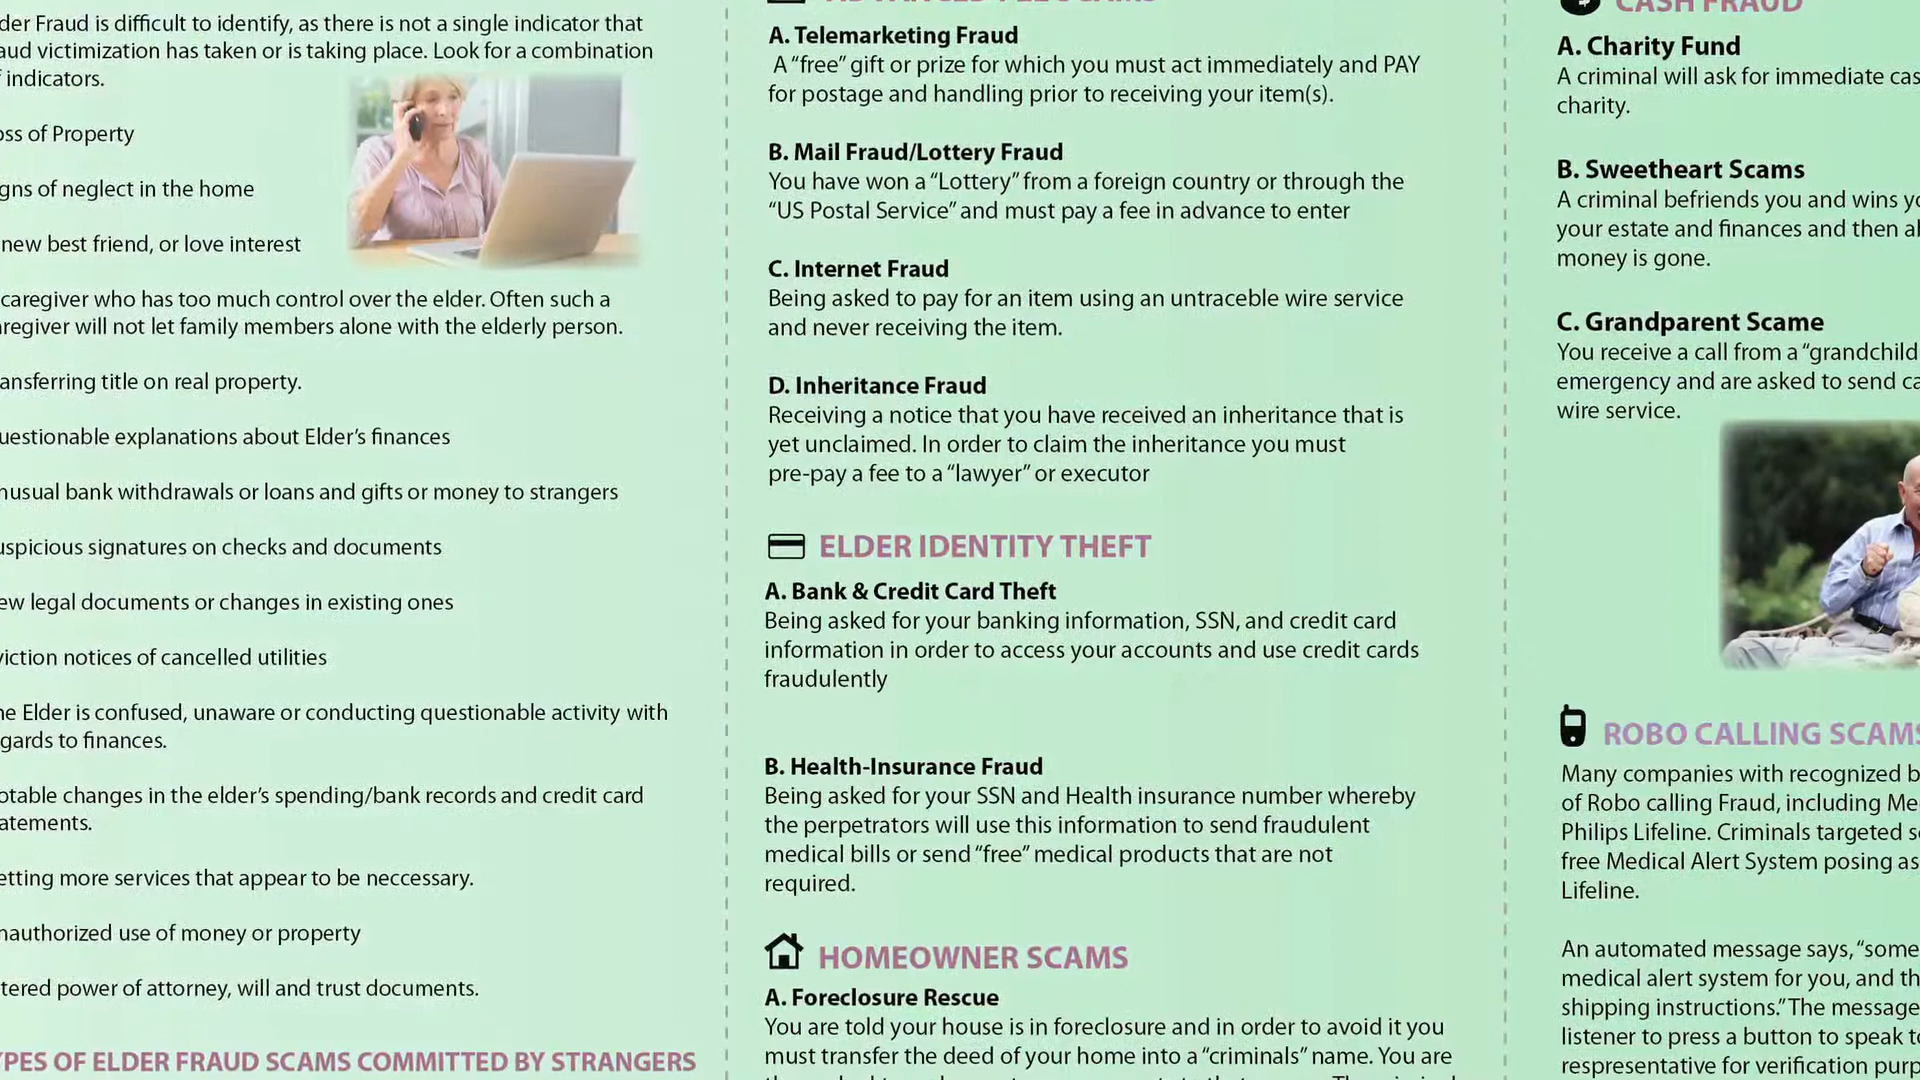 der Fraud is difficult to identify, as there is not a single indicator that
aud victimization has taken or is taking place. Look for a combination
indicators.
oss of Property
gns of neglect in the home
new best friend, or love interest
caregiver who has too much control over the elder. Often such a
aregiver will not let family members alone with the elderly person.
ansferring title on real property.
uestionable explanations about Elder's finances
nusual bank withdrawals or loans and gifts or money to strangers
uspicious signatures on checks and documents
ew legal documents or changes in existing ones
viction notices of cancelled utilities
he Elder is confused, unaware or conducting questionable activity with
gards to finances.
otable changes in the elder's spending/bank records and credit card
atements.
etting more services that appear to be neccessary.
nauthorized use of money or property
tered power of attorney, will and trust documents.
YPES OF ELDER FRAUD SCAMS COMMITTED BY STRANGERS
ADVANCED FEE SCAMS
A. Telemarketing Fraud
A “free” gift or prize for which you must act immediately and PAY
for postage and handling prior to receiving your item(s).
B. Mail Fraud/Lottery Fraud
You have won a “Lottery” from a foreign country or through the
“US Postal Service” and must pay a fee in advance to enter
C. Internet Fraud
Being asked to pay for an item using an untraceble wire service
and never receiving the item.
D. Inheritance Fraud
Receiving a notice that you have received an inheritance that is
yet unclaimed. In order to claim the inheritance you must
pre-pay a fee to a “lawyer” or executor
ELDER IDENTITY THEFT
A. Bank & Credit Card Theft
Being asked for your banking information, SSN, and credit card
information in order to access your accounts and use credit cards
fraudulently
B. Health-Insurance Fraud
Being asked for your SSN and Health insurance number whereby
the perpetrators will use this information to send fraudulent
medical bills or send “free” medical products that are not
required.
HOMEOWNER SCAMS
A. Foreclosure Rescue
You are told your house is in foreclosure and in order to avoid it you
must transfer the deed of your home into a “criminals” name. You are
CASH FRAUD
A. Charity Fund
A criminal will ask for immediate cas
charity.
B. Sweetheart Scams
A criminal befriends you and wins yo
your estate and finances and then al
money is gone.
C. Grandparent Scame
You receive a call from a “grandchild
emergency and are asked to send ca
wire service.
ROBO CALLING SCAMS
Many companies with recognized b
of Robo calling Fraud, including Me
Philips Lifeline. Criminals targeted se
free Medical Alert System posing as
Lifeline.
An automated message says, “some
medical alert system for you, and th
shipping instructions.” The message
listener to press a button to speak to
respresentative for verification purp